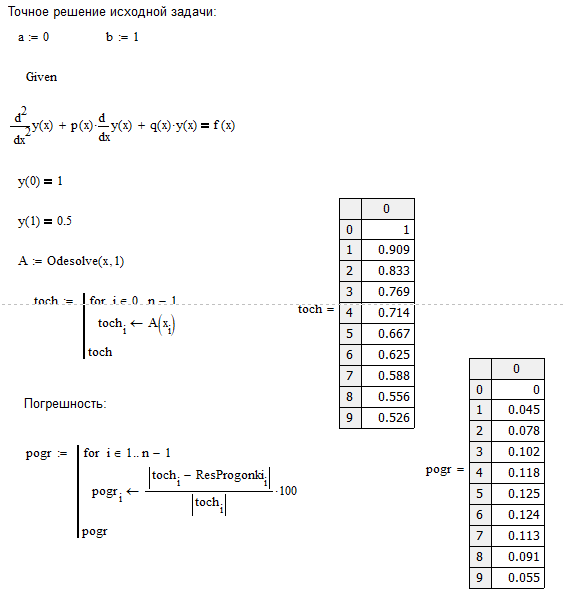 Точное решение исходной задачи:
a := 0 b := 1
Given
d²/dx² y(x) + p(x)·d/dx y(x) + q(x)·y(x) = f(x)
y(0) = 1
y(1) = 0.5
A := Odesolve(x, 1)
toch := for i ∈ 0.. n − 1
toch_i ← A(x_i)
toch
toch =
0
0 1
1 0.909
2 0.833
3 0.769
4 0.714
5 0.667
6 0.625
7 0.588
8 0.556
9 0.526
Погрешность:
pogr := for i ∈ 1.. n − 1
pogr_i ← |toch_i − ResProgonki_i| / |toch_i| ·100
pogr
pogr =
0
0 0
1 0.045
2 0.078
3 0.102
4 0.118
5 0.125
6 0.124
7 0.113
8 0.091
9 0.055